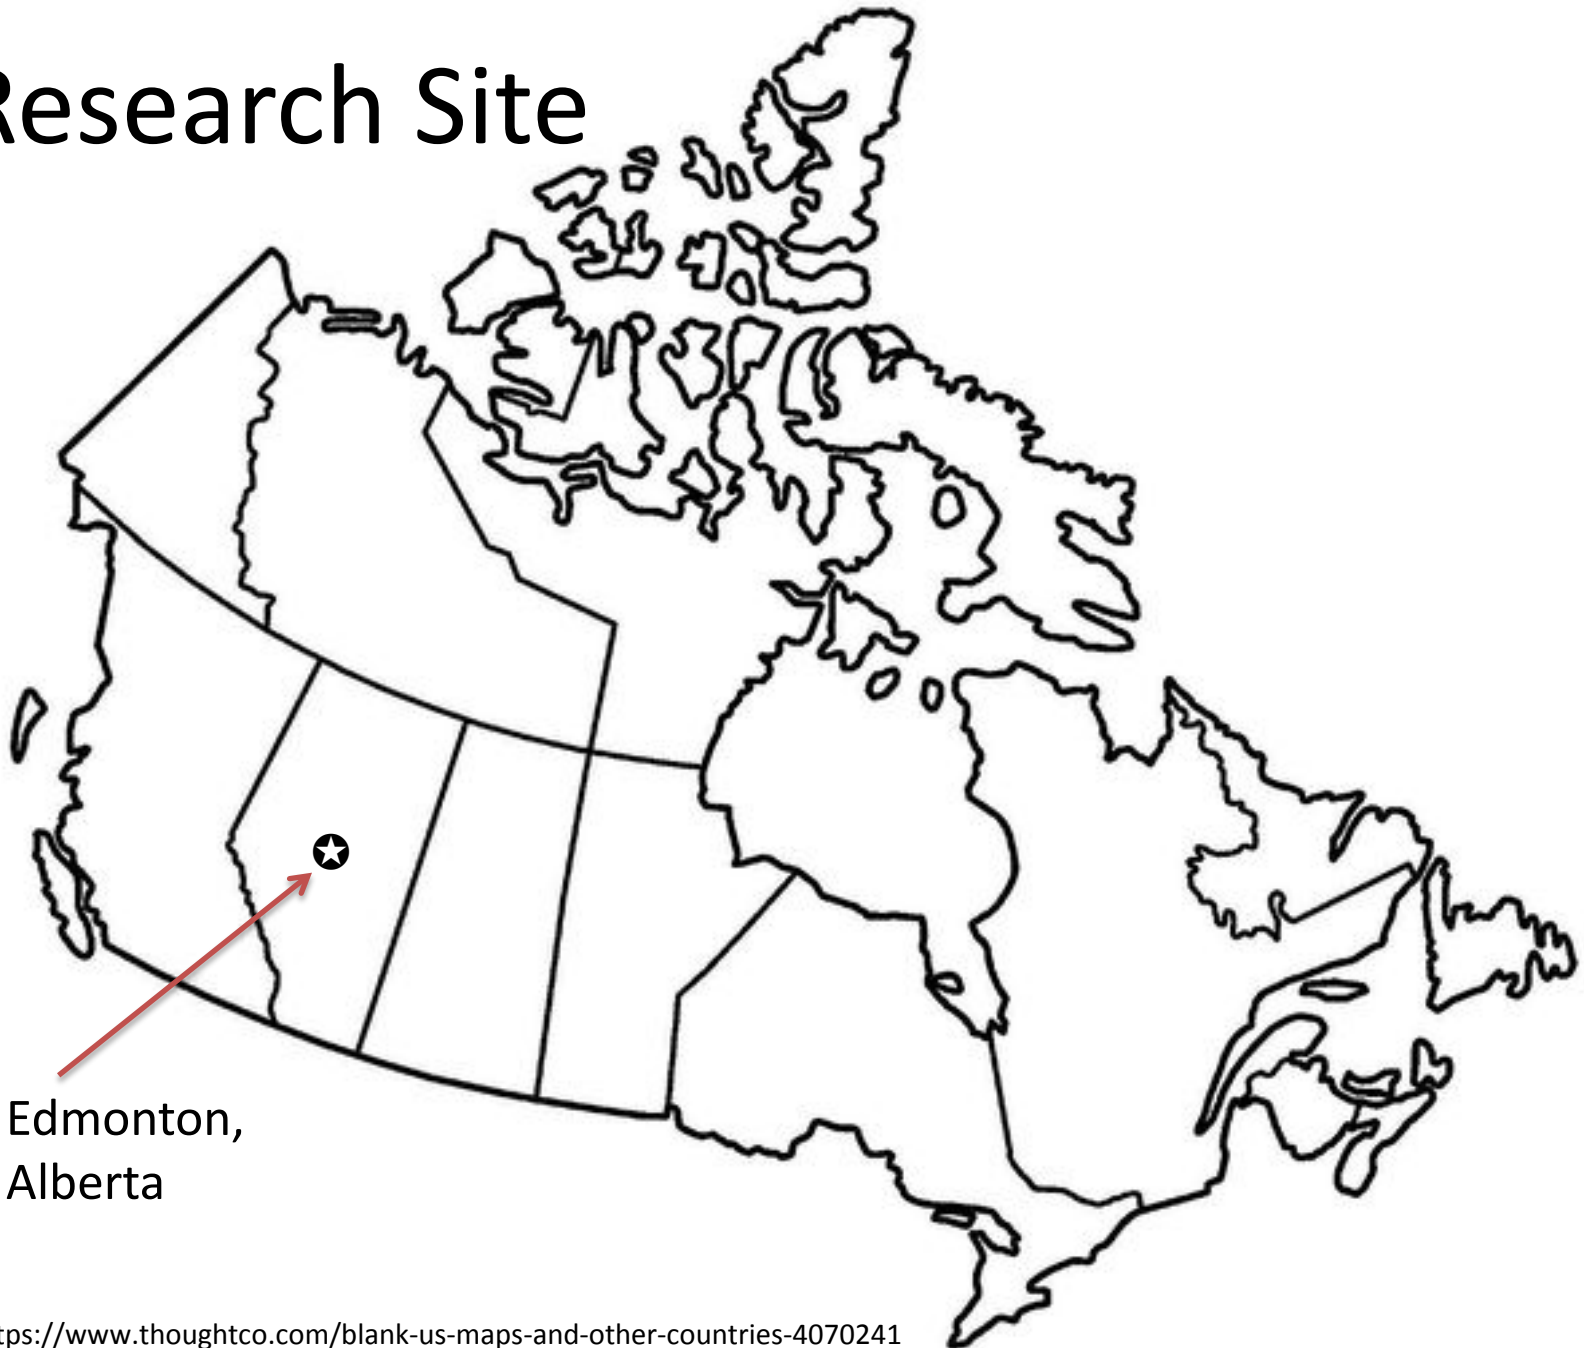 Research Site
Edmonton,
Alberta
tps://www.thoughtco.com/blank-us-maps-and-other-countries-4070241